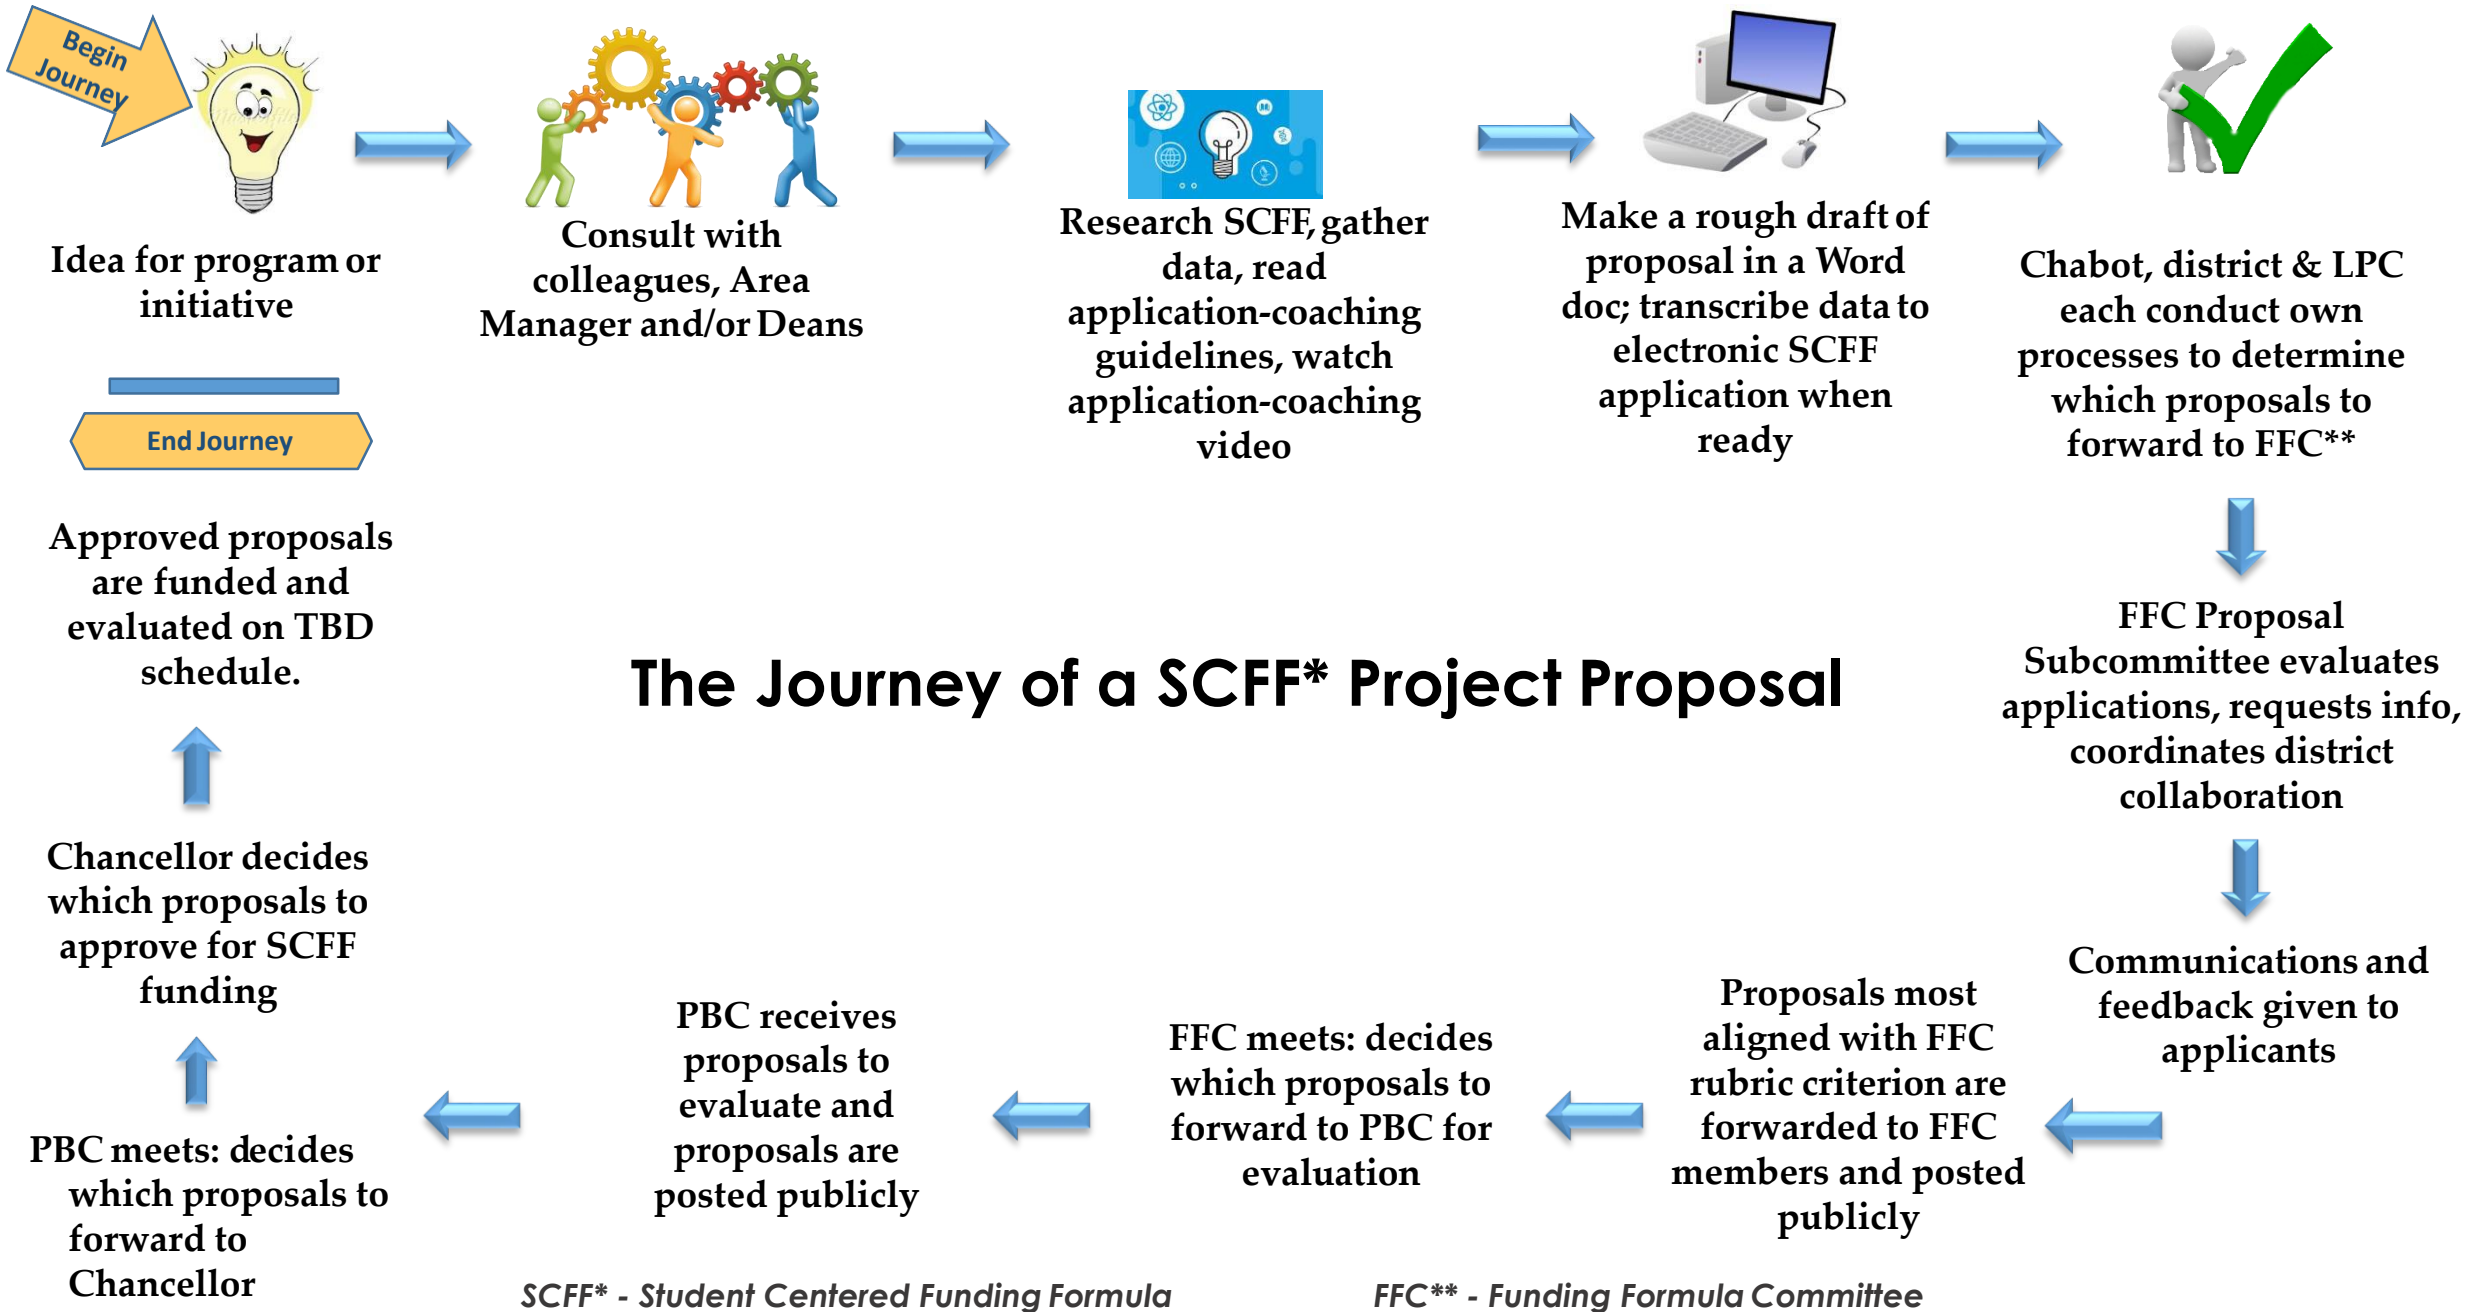 Begin
Journey
Idea for program or
initiative
Consult with
colleagues, Area
Manager and/or Deans
Research SCFF, gather
data, read
application-coaching
guidelines, watch
application-coaching
video
Make a rough draft of
proposal in a Word
doc; transcribe data to
electronic SCFF
application when
ready
Chabot, district & LPC
each conduct own
processes to determine
which proposals to
forward to FFC**
FFC Proposal
Subcommittee evaluates
applications, requests info,
coordinates district
collaboration
Communications and
feedback given to
applicants
Proposals most
aligned with FFC
rubric criterion are
forwarded to FFC
members and posted
publicly
FFC meets: decides
which proposals to
forward to PBC for
evaluation
PBC receives
proposals to
evaluate and
proposals are
posted publicly
PBC meets: decides
which proposals to
forward to
Chancellor
Chancellor decides
which proposals to
approve for SCFF
funding
Approved proposals
are funded and
evaluated on TBD
schedule.
End Journey
The Journey of a SCFF* Project Proposal
SCFF* - Student Centered Funding Formula
FFC** - Funding Formula Committee